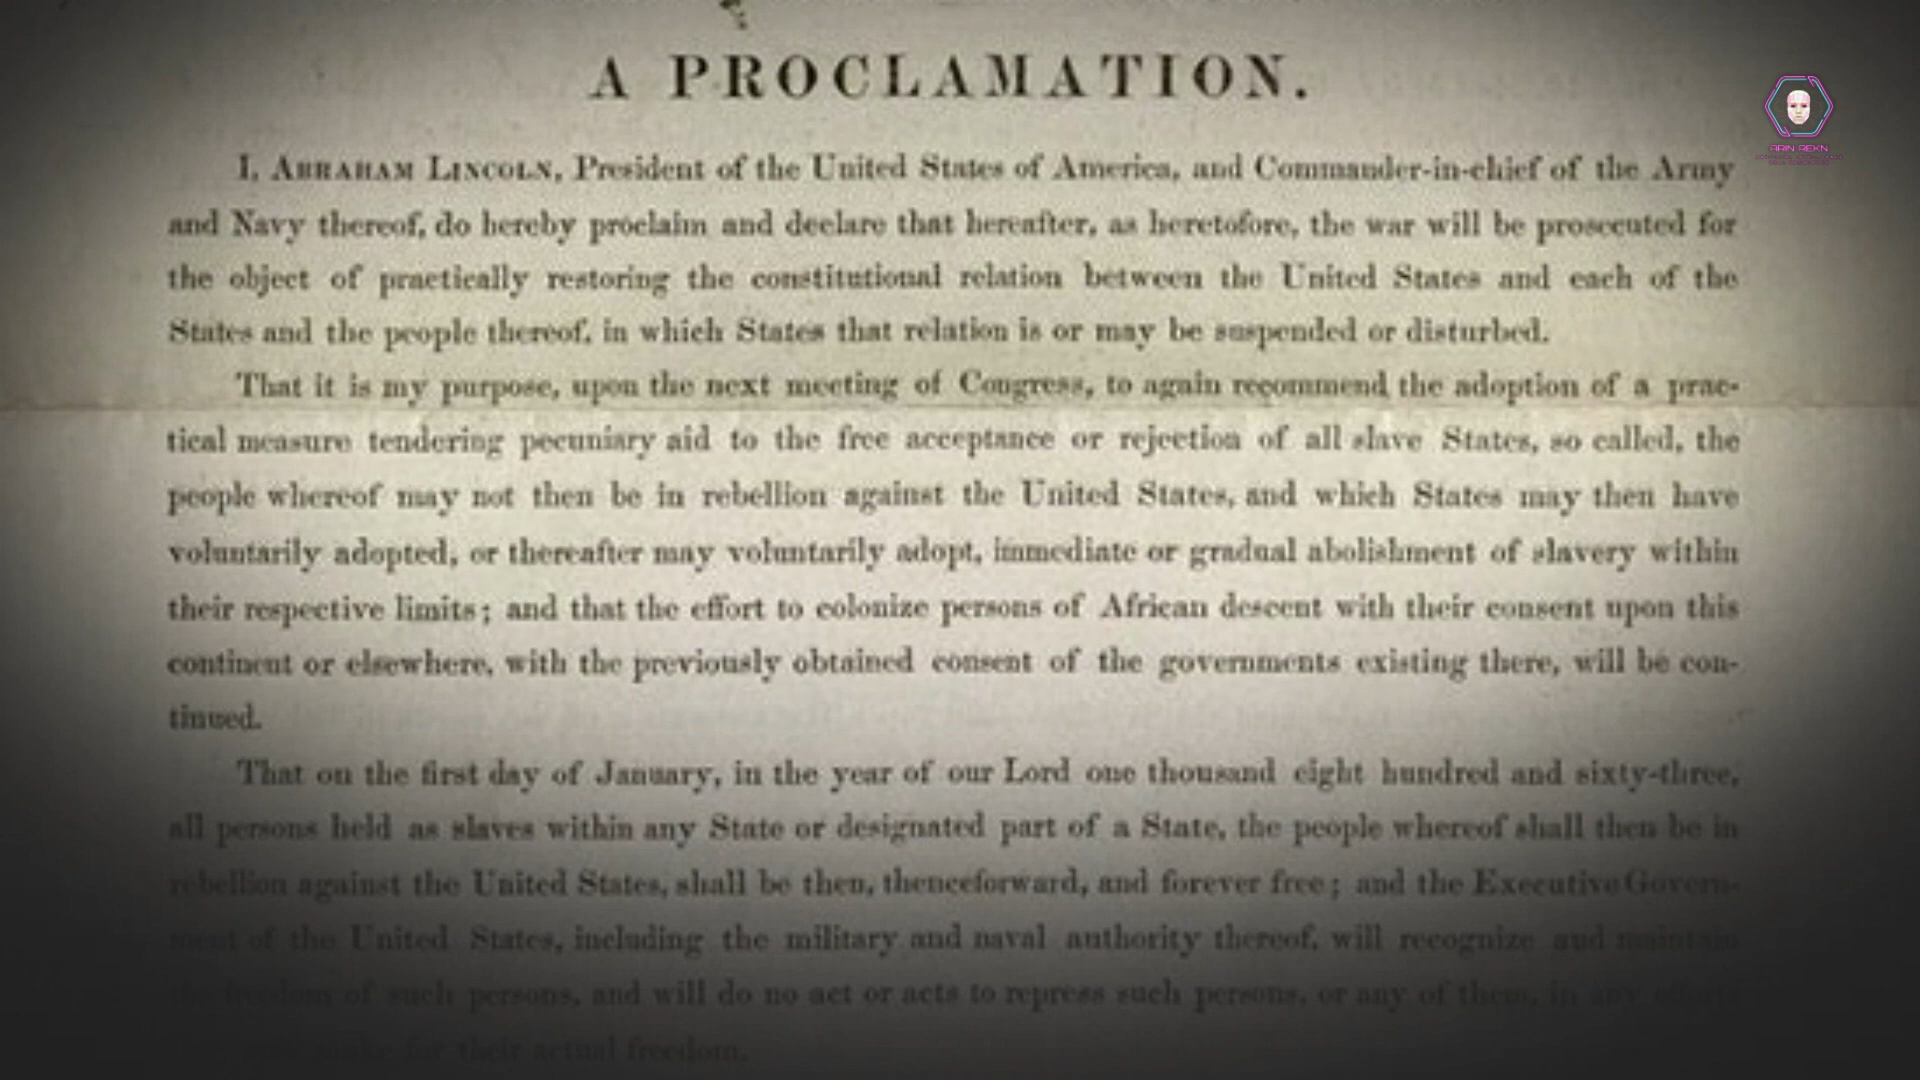 A PROCLAMATION.
ARIN REKN
I, ABRAHAM LINCOLN, President of the United States of America, and Commander-in-chief of the Army
and Navy thereof, do hereby proclaim and declare that hereafter, as heretofore, the war will be prosecuted for
the object of practically restoring the constitutional relation between the United States and each of the
States and the people thereof, in which States that relation is or may be suspended or disturbed.
That it is my purpose, upon the next meeting of Congress, to again recommend the adoption of a prac-
tical measure tendering pecuniary aid to the free acceptance or rejection of all slave States, so called, the
people whereof may not then be in rebellion against the United States, and which States may then have
voluntarily adopted, or thereafter may voluntarily adopt, immediate or gradual abolishment of slavery within
their respective limits; and that the effort to colonize persons of African descent with their consent upon this
continent or elsewhere, with the previously obtained consent of the governments existing there, will be con-
tinued.
That on the first day of January, in the year of our Lord one thousand eight hundred and sixty-three,
all persons held as slaves within any State or designated part of a State, the people whereof shall then be in
rebellion against the United States, shall be then, thenceforward, and forever free; and the Executive Govern-
ment of the United States, including the military and naval authority thereof, will recognize and maintain
the freedom of such persons, and will do no act or acts to repress such persons, or any of them, in any efforts
make for their actual freedom.